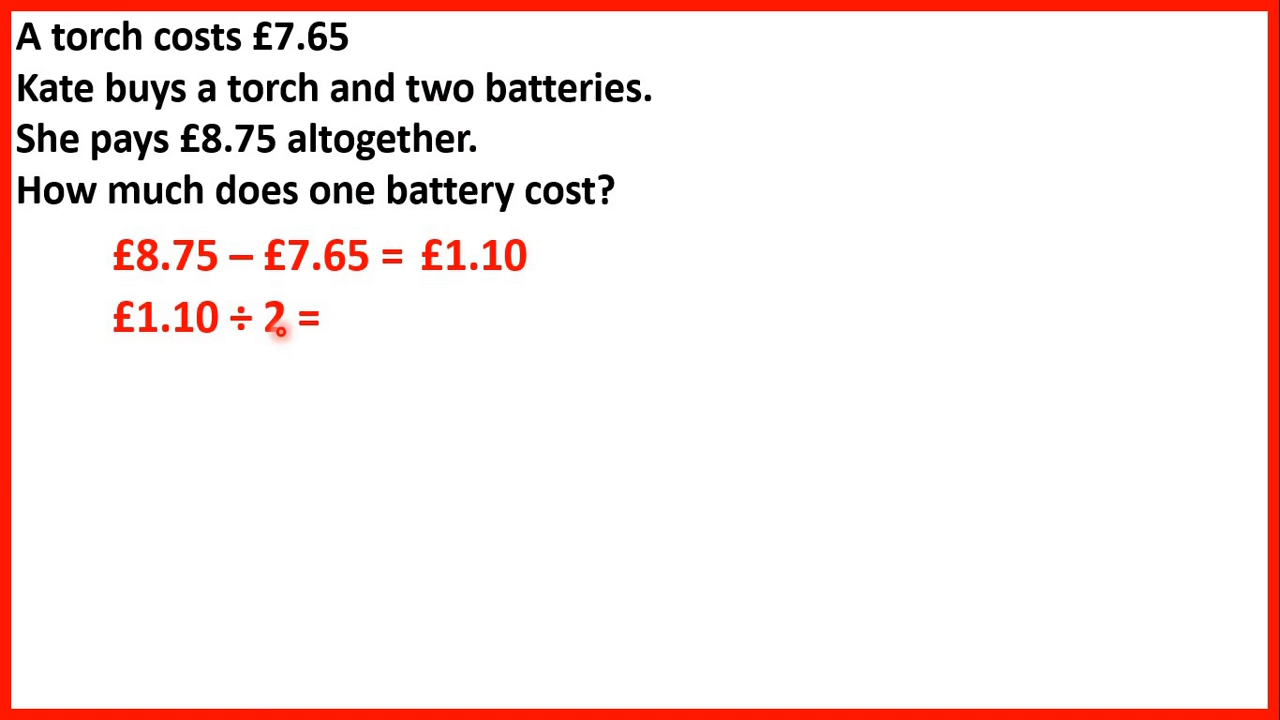 A torch costs £7.65
Kate buys a torch and two batteries.
She pays £8.75 altogether.
How much does one battery cost?
£8.75 – £7.65 = £1.10
£1.10 ÷ 2 =